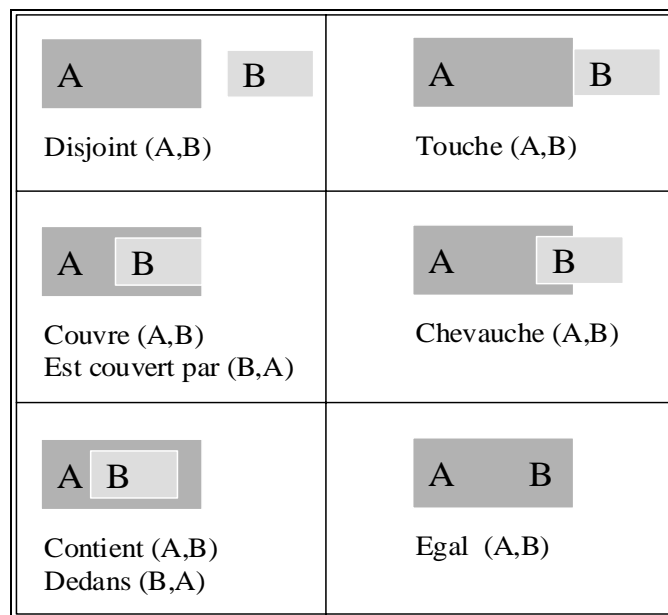 A B
Disjoint (A,B)
A B
Touche (A,B)
A B
Couvre (A,B)
Est couvert par (B,A)
A B
Chevauche (A,B)
A B
Contient (A,B)
Dedans (B,A)
A B
Egal (A,B)